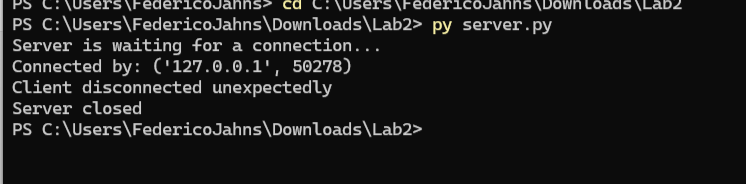 PS C:\Users\FedericoJahns> cd C:\Users\FedericoJahns\Downloads\Lab2
PS C:\Users\FedericoJahns\Downloads\Lab2> py server.py
Server is waiting for a connection...
Connected by: ('127.0.0.1', 50278)
Client disconnected unexpectedly
Server closed
PS C:\Users\FedericoJahns\Downloads\Lab2>